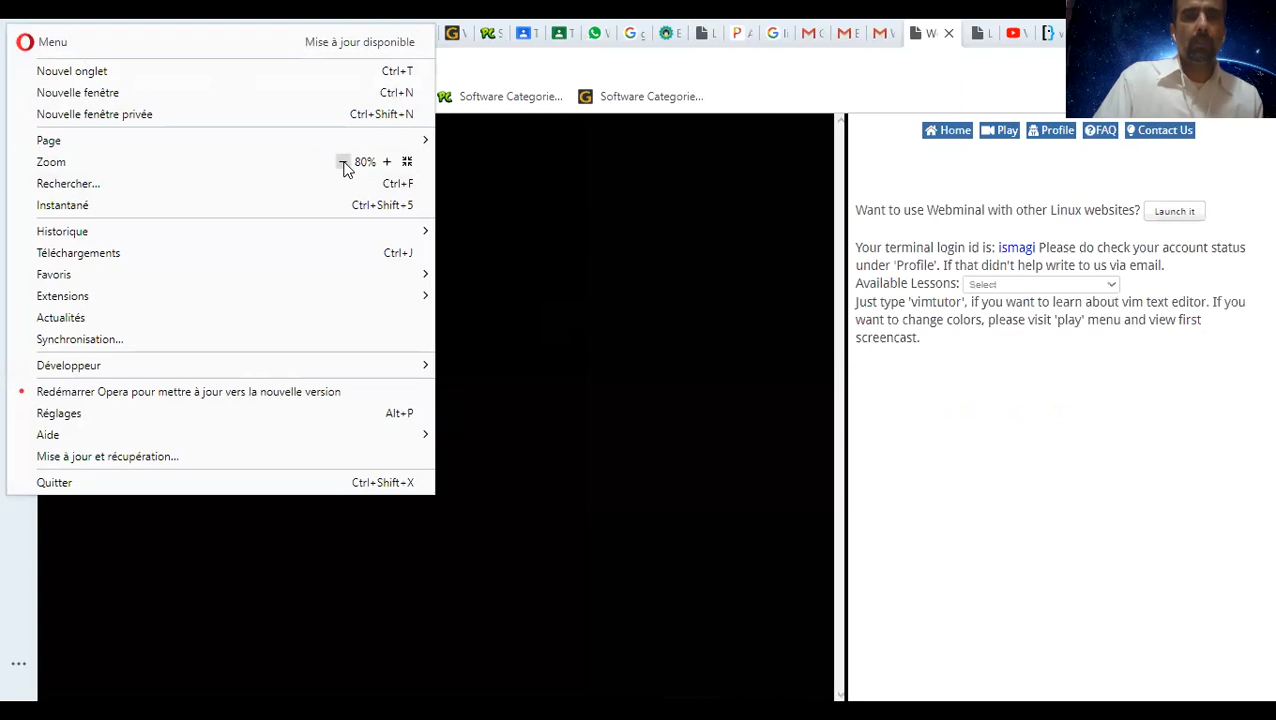 Menu Mise à jour disponible
Nouvel onglet Ctrl+T
Nouvelle fenêtre Ctrl+N
Nouvelle fenêtre privée Ctrl+Shift+N
Page
Zoom − 80% +
Rechercher... Ctrl+F
Instantané Ctrl+Shift+5
Historique
Téléchargements Ctrl+J
Favoris
Extensions
Actualités
Synchronisation...
Développeur
Redémarrer Opera pour mettre à jour vers la nouvelle version
Réglages Alt+P
Aide
Mise à jour et récupération...
Quitter Ctrl+Shift+X
Software Categorie... Software Categorie...
Home Play Profile FAQ Contact Us
Want to use Webminal with other Linux websites? Launch it
Your terminal login id is: ismagi Please do check your account status
under 'Profile'. If that didn't help write to us via email.
Available Lessons: Select
Just type 'vimtutor', if you want to learn about vim text editor. If you
want to change colors, please visit 'play' menu and view first
screencast.